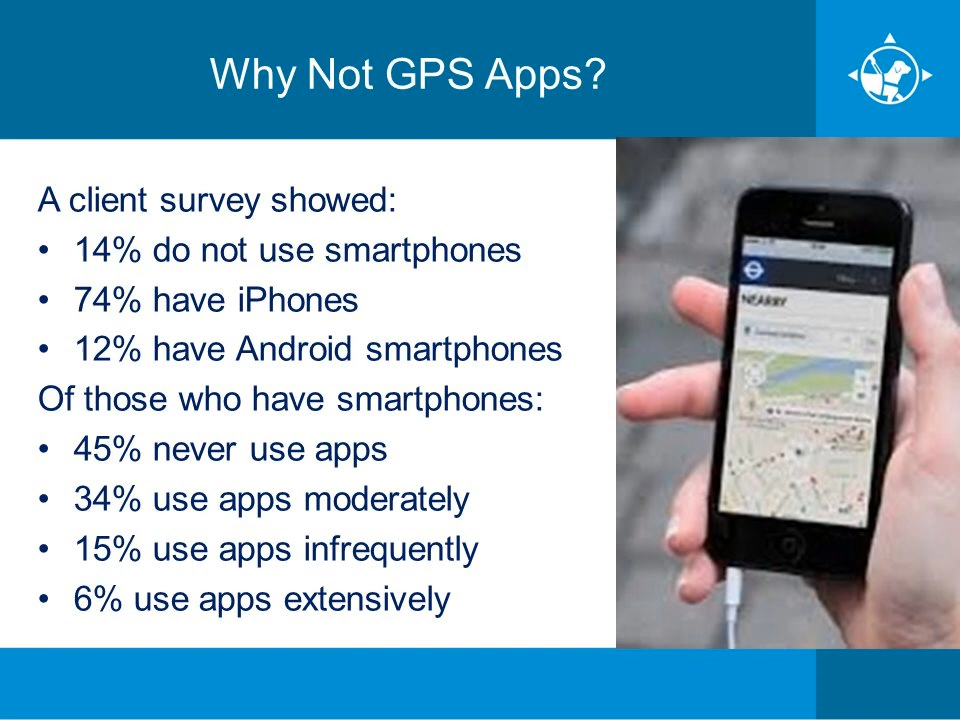 Why Not GPS Apps?
A client survey showed:
• 14% do not use smartphones
• 74% have iPhones
• 12% have Android smartphones
Of those who have smartphones:
• 45% never use apps
• 34% use apps moderately
• 15% use apps infrequently
• 6% use apps extensively
NEARBY